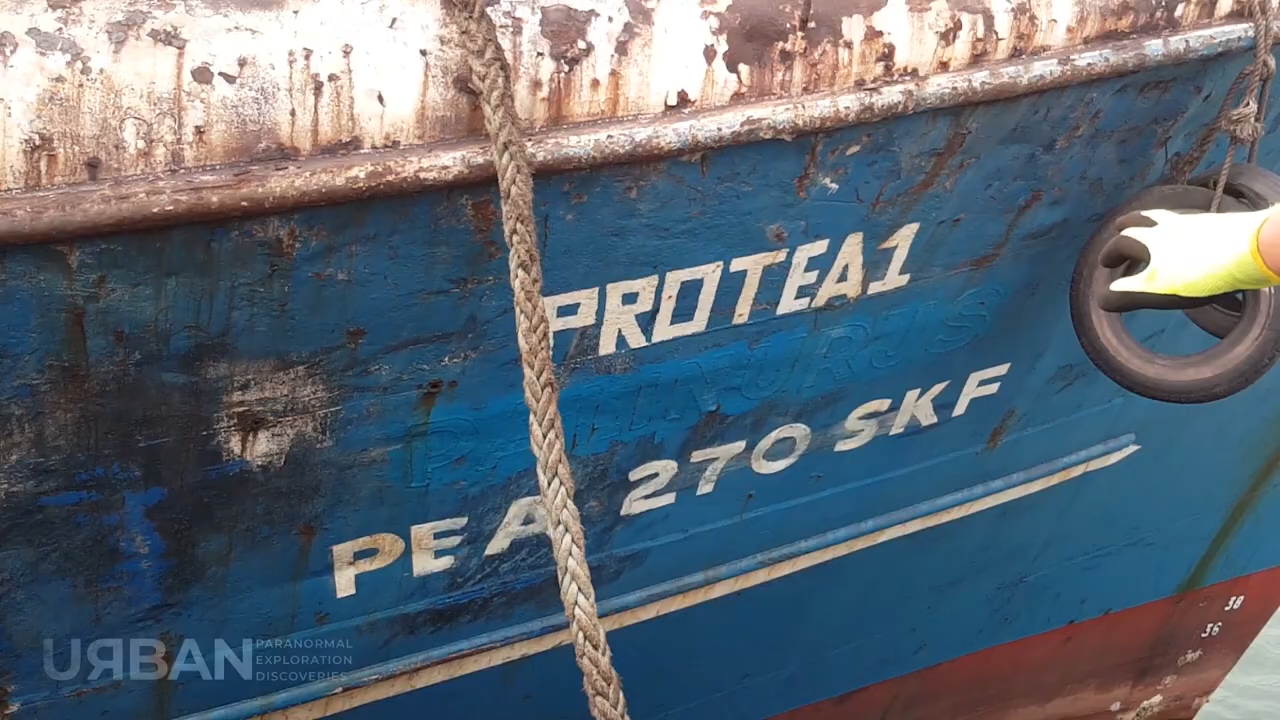 PROTEA1
PEA 270 SKF
38
36
URBAN
PARANORMAL
EXPLORATION
DISCOVERIES